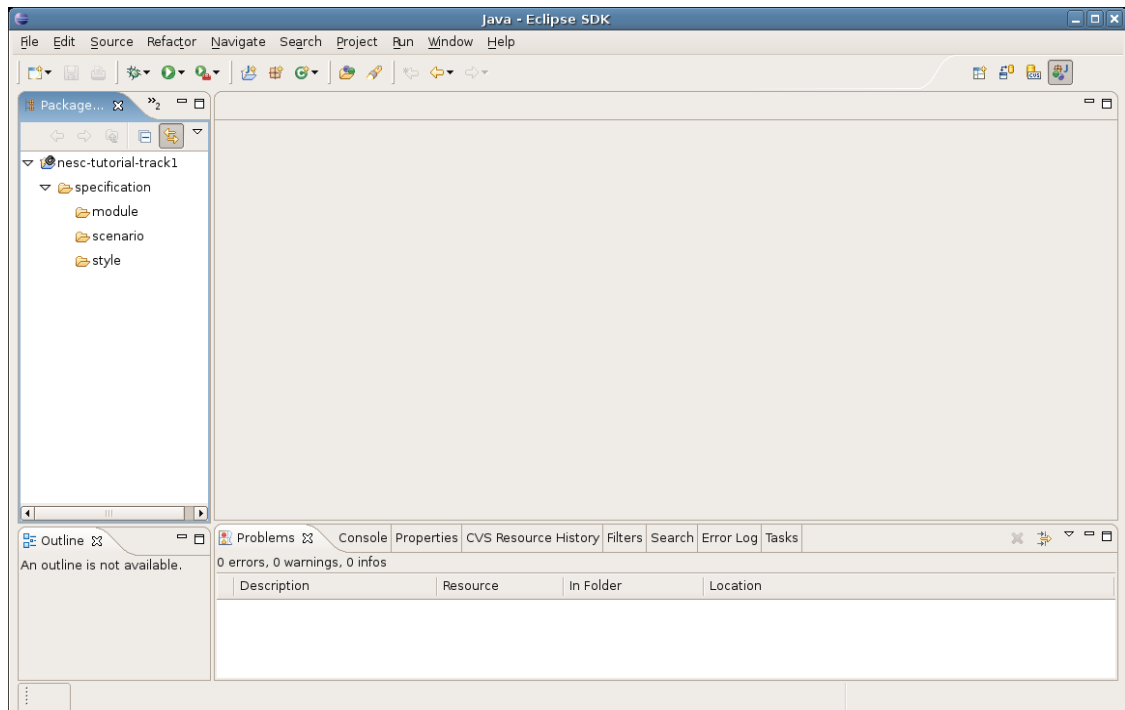 Java - Eclipse SDK
File Edit Source Refactor Navigate Search Project Run Window Help
Package... »2
nesc-tutorial-track1
specification
module
scenario
style
Outline
An outline is not available.
Problems Console Properties CVS Resource History Filters Search Error Log Tasks
0 errors, 0 warnings, 0 infos
Description Resource In Folder Location